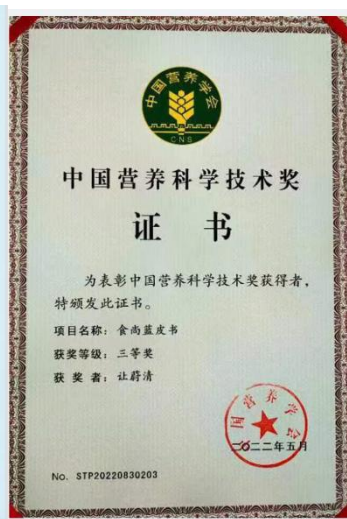 中国营养学会
CNS
中国营养科学技术奖
证 书
为表彰中国营养科学技术奖获得者，
特颁发此证书。
项目名称：食尚蓝皮书
获奖等级：三等奖
获 奖 者：让蔚清
中国营养学会
二〇二二年五月
No. STP20220830203